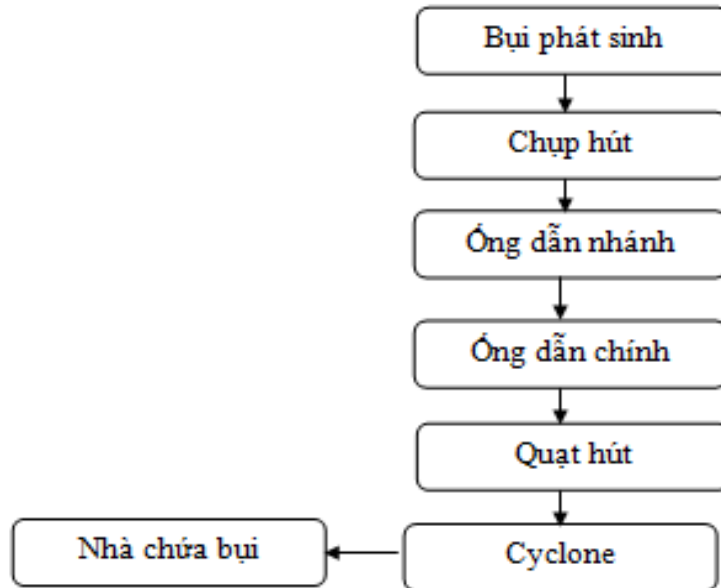 Bụi phát sinh
Chụp hút
Ống dẫn nhánh
Ống dẫn chính
Quạt hút
Nhà chứa bụi
Cyclone